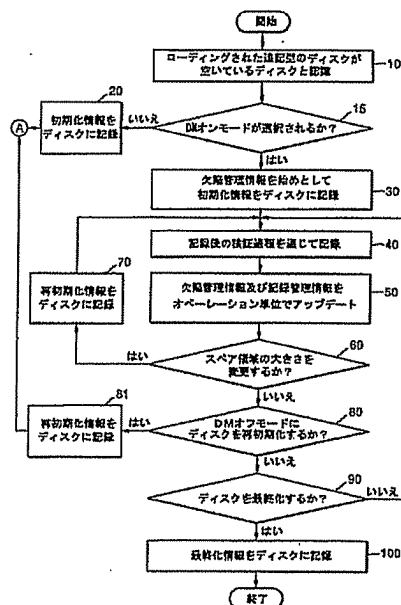 開始
ローディングされた追記型のディスクが
空いているディスクと認識
10
20
初期化情報を
ディスクに記録
A
いいえ
15
DMオンモードが選択されるか?
はい
欠陥管理情報を始めとして
初期化情報をディスクに記録
30
70
再初期化情報を
ディスクに記録
記録後の検証過程を通じて記録
40
欠陥管理情報及び記録管理情報を
オペレーション単位でアップデート
50
はい
60
スペア領域の大きさを
変更するか?
いいえ
81
再初期化情報を
ディスクに記録
はい
80
DMオフモードに
ディスクを再初期化するか?
いいえ
90
ディスクを最終化するか?
いいえ
はい
最終化情報をディスクに記録
100
終了